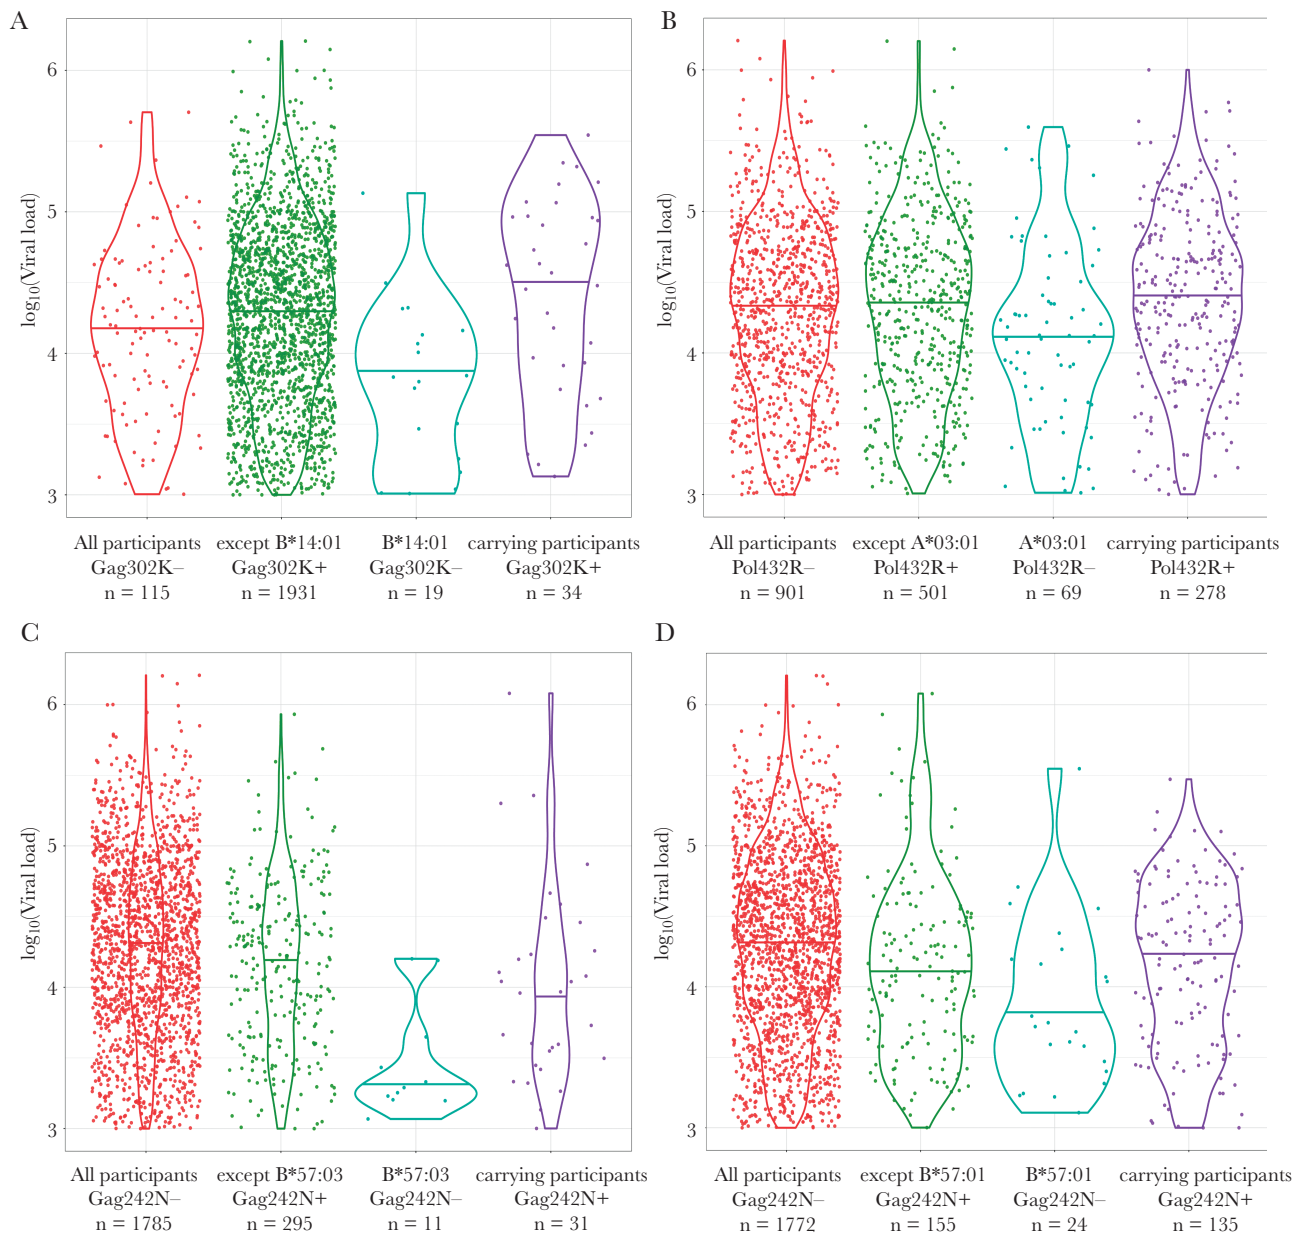 A
log10(Viral load)
6
5
4
3
All participants except B*14:01 B*14:01 carrying participants
Gag302K– Gag302K+ Gag302K– Gag302K+
n = 115 n = 1931 n = 19 n = 34
B
log10(Viral load)
6
5
4
3
All participants except A*03:01 A*03:01 carrying participants
Pol432R– Pol432R+ Pol432R– Pol432R+
n = 901 n = 501 n = 69 n = 278
C
log10(Viral load)
6
5
4
3
All participants except B*57:03 B*57:03 carrying participants
Gag242N– Gag242N+ Gag242N– Gag242N+
n = 1785 n = 295 n = 11 n = 31
D
log10(Viral load)
6
5
4
3
All participants except B*57:01 B*57:01 carrying participants
Gag242N– Gag242N+ Gag242N– Gag242N+
n = 1772 n = 155 n = 24 n = 135